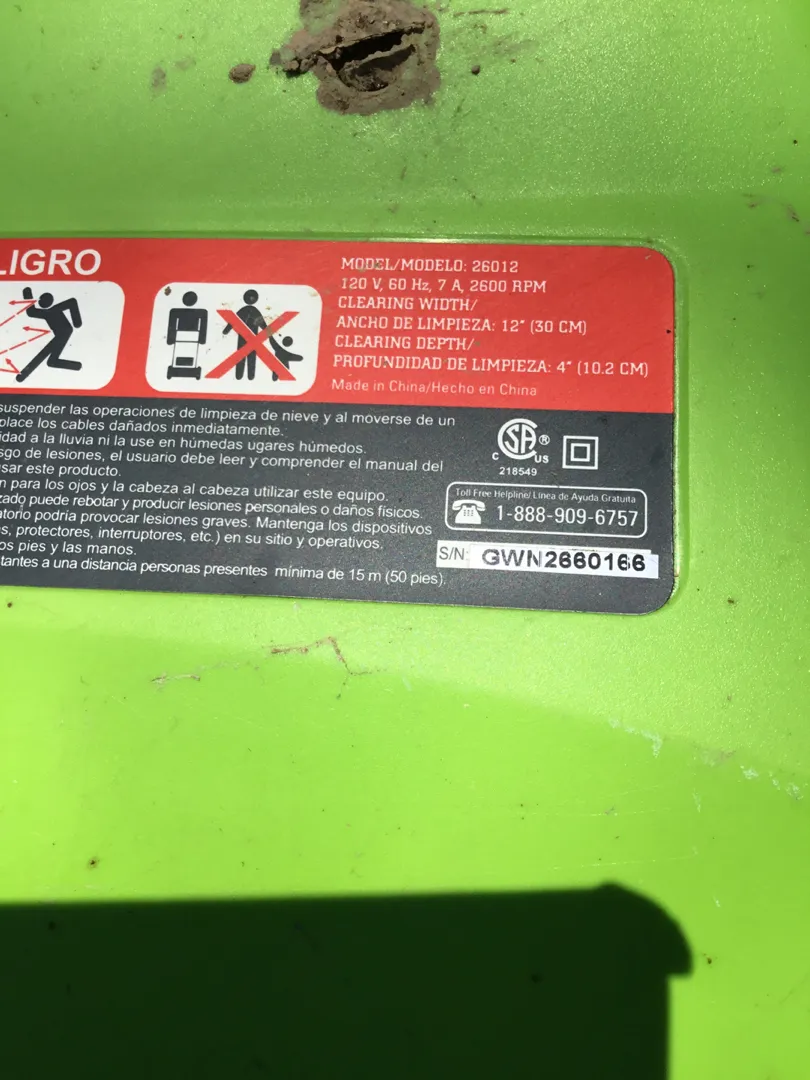 LIGRO
MODEL/MODELO: 26012
120 V, 60 Hz, 7 A, 2600 RPM
CLEARING WIDTH/
ANCHO DE LIMPIEZA: 12" (30 CM)
CLEARING DEPTH/
PROFUNDIDAD DE LIMPIEZA: 4" (10.2 CM)
Made in China/Hecho en China
suspender las operaciones de limpieza de nieve y al moverse de un
place los cables dañados inmediatamente.
idad a la lluvia ni la use en húmedas ugares húmedos.
sgo de lesiones, el usuario debe leer y comprender el manual del
sar este producto.
n para los ojos y la cabeza al cabeza utilizar este equipo.
zado puede rebotar y producir lesiones personales o daños físicos.
atorio podría provocar lesiones graves. Mantenga los dispositivos
s, protectores, interruptores, etc.) en su sitio y operativos.
os pies y las manos.
stantes a una distancia personas presentes mínima de 15 m (50 pies).
C SA ® US
218549
Toll Free Helpline/ Línea de Ayuda Gratuita
1-888-909-6757
S/N: GWN2660166